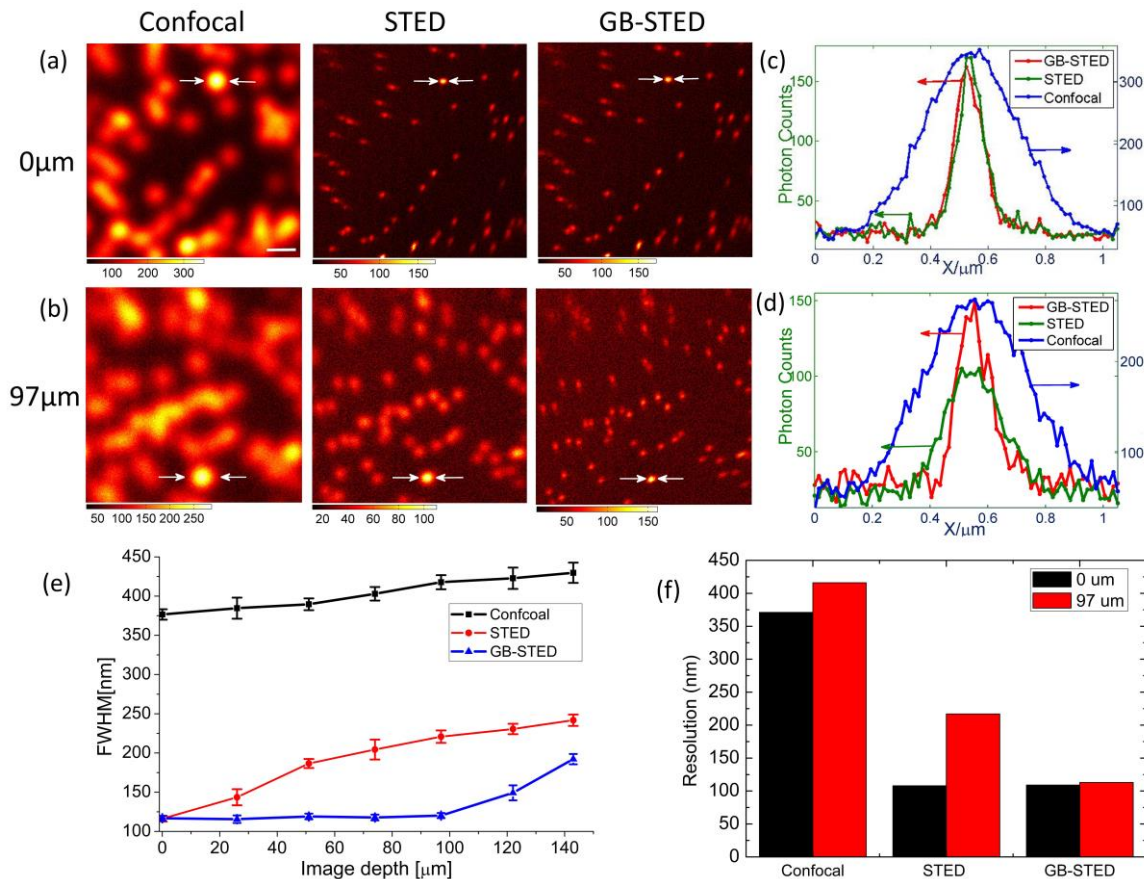 Confocal STED GB-STED
(a)
0μm
100 200 300
50 100 150
50 100 150
(b)
97μm
50 100 150 200 250
20 40 60 80 100
50 100 150
(c)
GB-STED
STED
Confocal
Photon Counts
150
100
50
300
200
100
0 0.2 0.4 0.6 0.8 1
X/μm
(d)
GB-STED
STED
Confocal
Photon Counts
150
100
50
200
100
0 0.2 0.4 0.6 0.8 1
X/μm
(e)
Confcoal
STED
GB-STED
FWHM[nm]
450
400
350
300
250
200
150
100
0 20 40 60 80 100 120 140
Image depth [μm]
(f)
0 um
97 um
Resolution (nm)
450
400
350
300
250
200
150
100
50
0
Confocal STED GB-STED